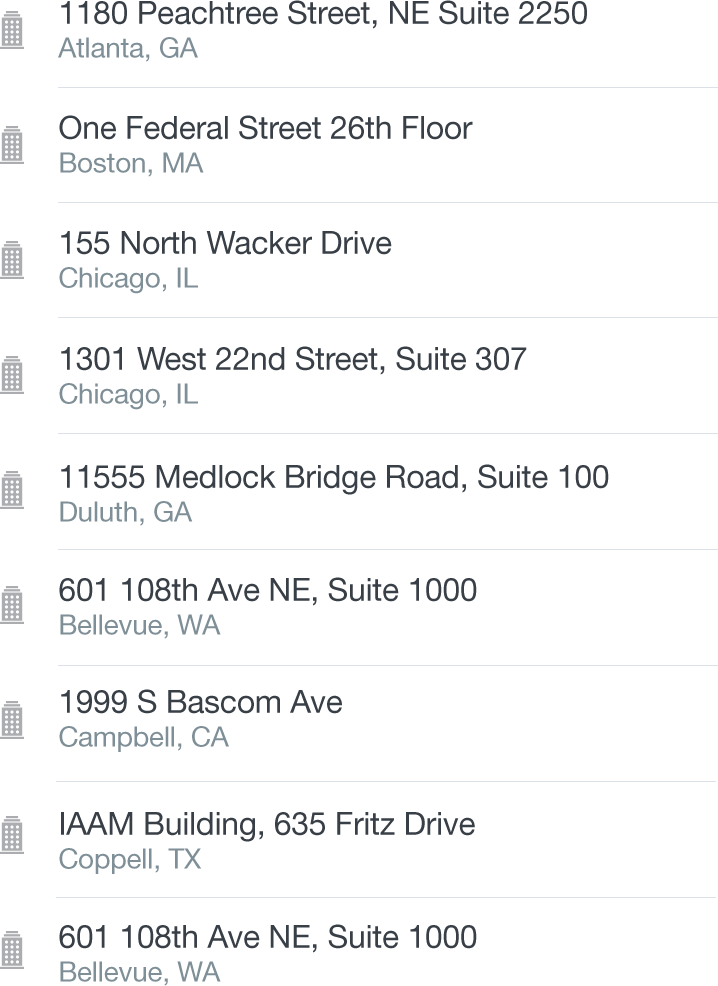 1180 Peachtree Street, NE Suite 2250
Atlanta, GA
One Federal Street 26th Floor
Boston, MA
155 North Wacker Drive
Chicago, IL
1301 West 22nd Street, Suite 307
Chicago, IL
11555 Medlock Bridge Road, Suite 100
Duluth, GA
601 108th Ave NE, Suite 1000
Bellevue, WA
1999 S Bascom Ave
Campbell, CA
IAAM Building, 635 Fritz Drive
Coppell, TX
601 108th Ave NE, Suite 1000
Bellevue, WA